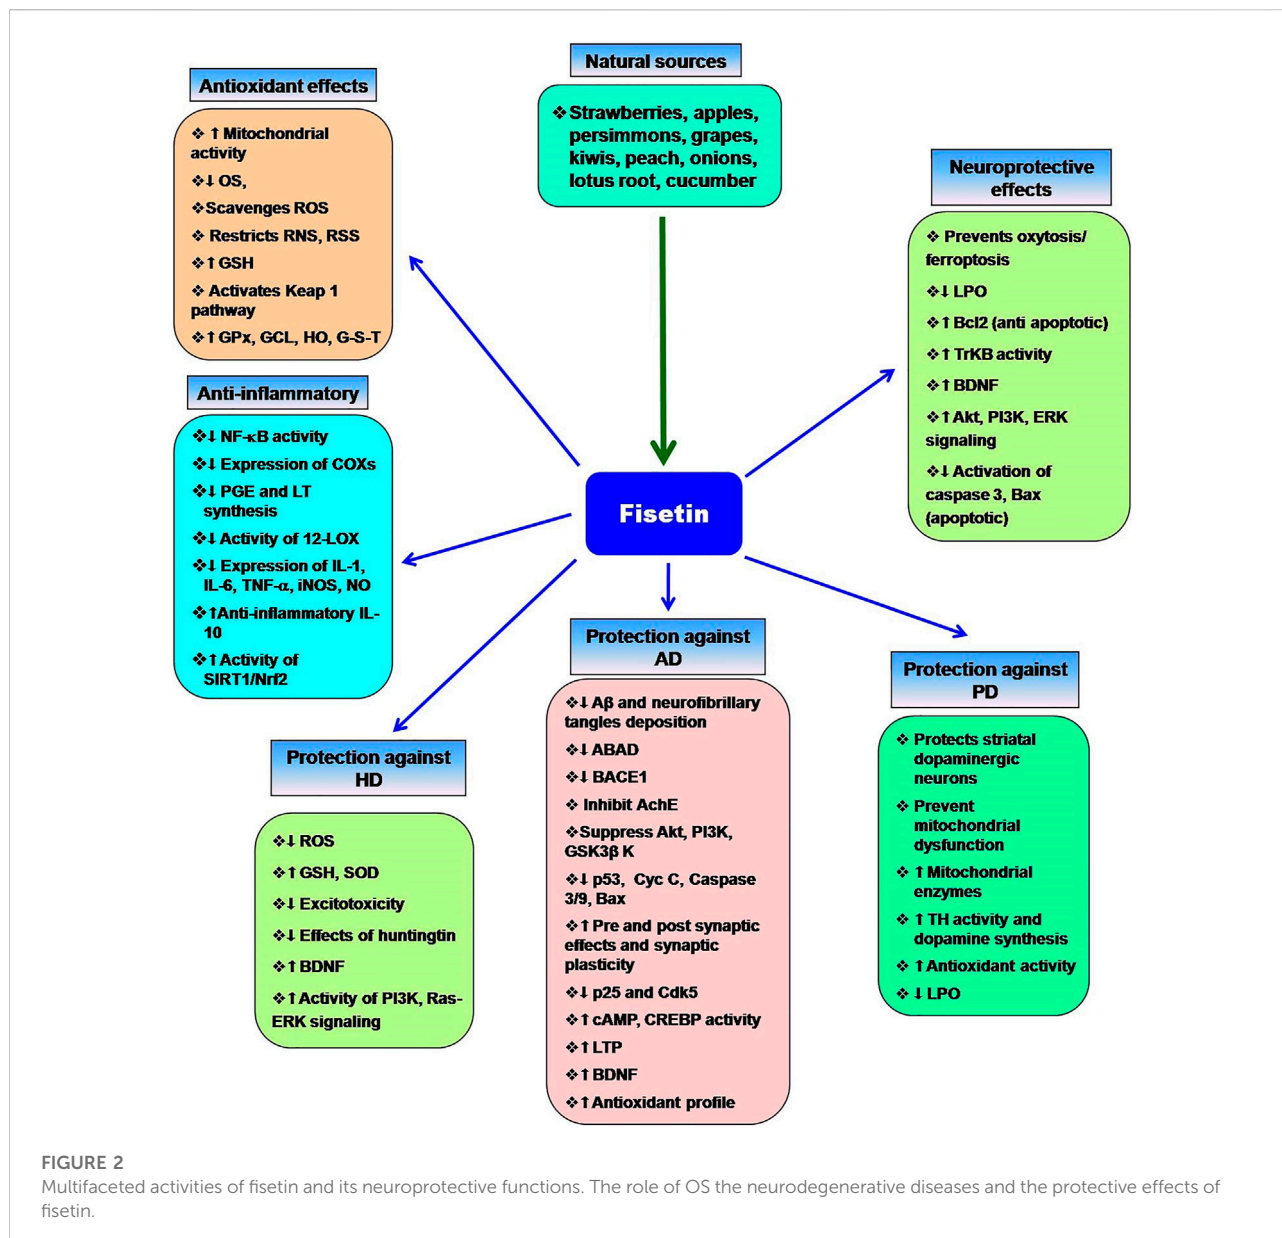 Natural sources
❖Strawberries, apples,
persimmons, grapes,
kiwis, peach, onions,
lotus root, cucumber
Antioxidant effects
❖ ↑ Mitochondrial
activity
❖↓ OS,
❖Scavenges ROS
❖ Restricts RNS, RSS
❖↑ GSH
❖ Activates Keap 1
pathway
❖↑ GPx, GCL, HO, G-S-T
Anti-inflammatory
❖↓ NF-κB activity
❖↓ Expression of COXs
❖↓ PGE and LT
synthesis
❖↓ Activity of 12-LOX
❖↓ Expression of IL-1,
IL-6, TNF-α, iNOS, NO
❖↑Anti-inflammatory IL-
10
❖↑ Activity of
SIRT1/Nrf2
Neuroprotective
effects
❖ Prevents oxytosis/
ferroptosis
❖↓ LPO
❖↑ Bcl2 (anti apoptotic)
❖↑ TrKB activity
❖↑ BDNF
❖↑ Akt, PI3K, ERK
signaling
❖↓ Activation of
caspase 3, Bax
(apoptotic)
Fisetin
Protection against
HD
❖↓ ROS
❖↑ GSH, SOD
❖↓ Excitotoxicity
❖↓ Effects of huntingtin
❖↑ BDNF
❖↑ Activity of PI3K, Ras-
ERK signaling
Protection against
AD
❖↓ Aβ and neurofibrillary
tangles deposition
❖↓ ABAD
❖↓ BACE1
❖ Inhibit AchE
❖Suppress Akt, PI3K,
GSK3β K
❖↓ p53, Cyc C, Caspase
3/9, Bax
❖↑ Pre and post synaptic
effects and synaptic
plasticity
❖↓ p25 and Cdk5
❖↑ cAMP, CREBP activity
❖↑ LTP
❖↑ BDNF
❖↑ Antioxidant profile
Protection against
PD
❖ Protects striatal
dopaminergic
neurons
❖ Prevent
mitochondrial
dysfunction
❖ ↑ Mitochondrial
enzymes
❖ ↑ TH activity and
dopamine synthesis
❖ ↑ Antioxidant activity
❖ ↓ LPO
FIGURE 2
Multifaceted activities of fisetin and its neuroprotective functions. The role of OS the neurodegenerative diseases and the protective effects of
fisetin.